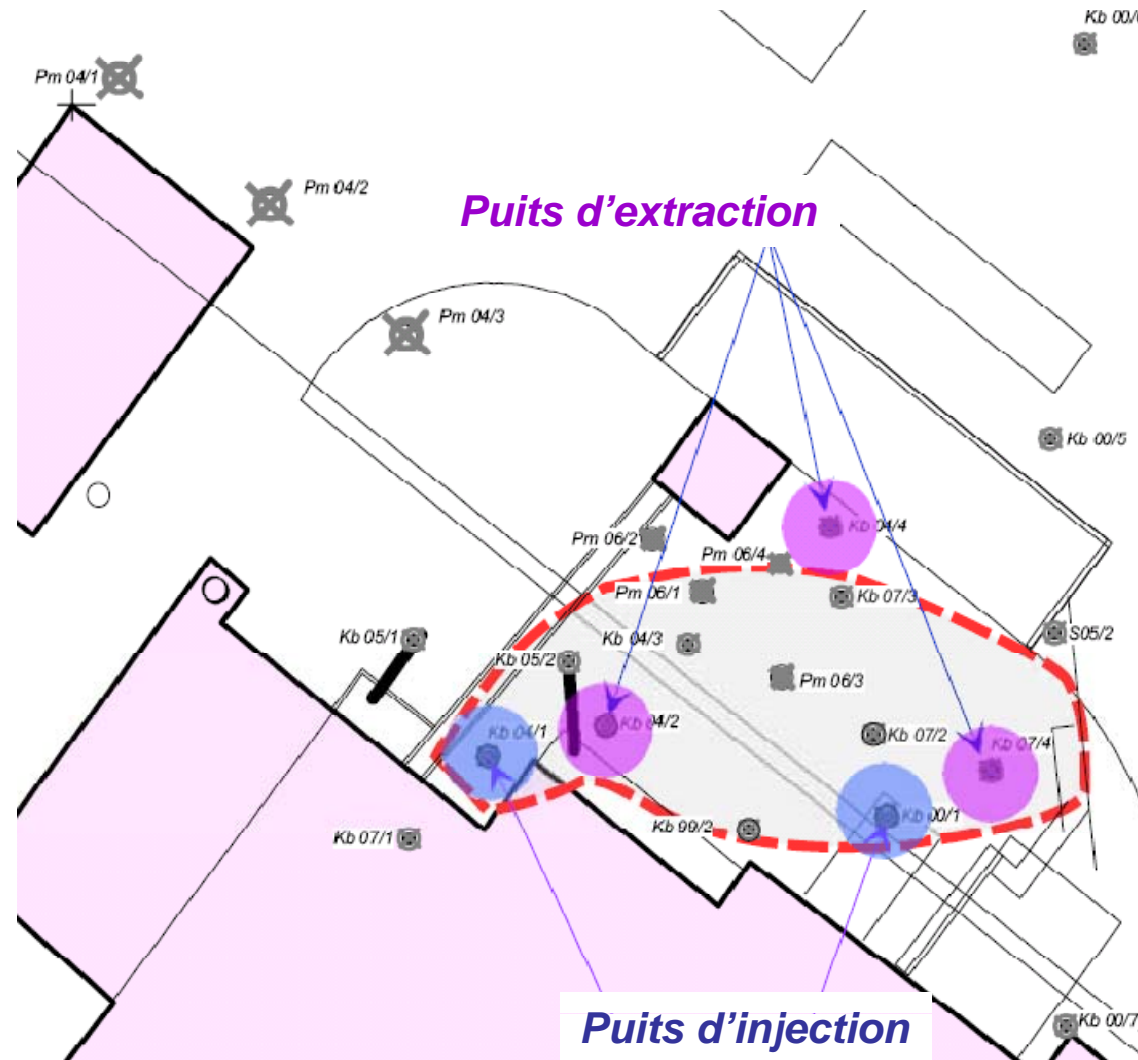 Kb 00/
Pm 04/1
Pm 04/2
Puits d'extraction
Pm 04/3
Kb 00/5
Kb 04/4
Pm 06/2
Pm 06/4
Pm 06/1
Kb 07/3
Kb 05/1
Kb 04/3
S05/2
Kb 05/2
Pm 06/3
Kb 04/1
Kb 04/2
Kb 07/2
Kb 07/4
Kb 00/1
Kb 99/2
Kb 07/1
Puits d'injection
Kb 00/7